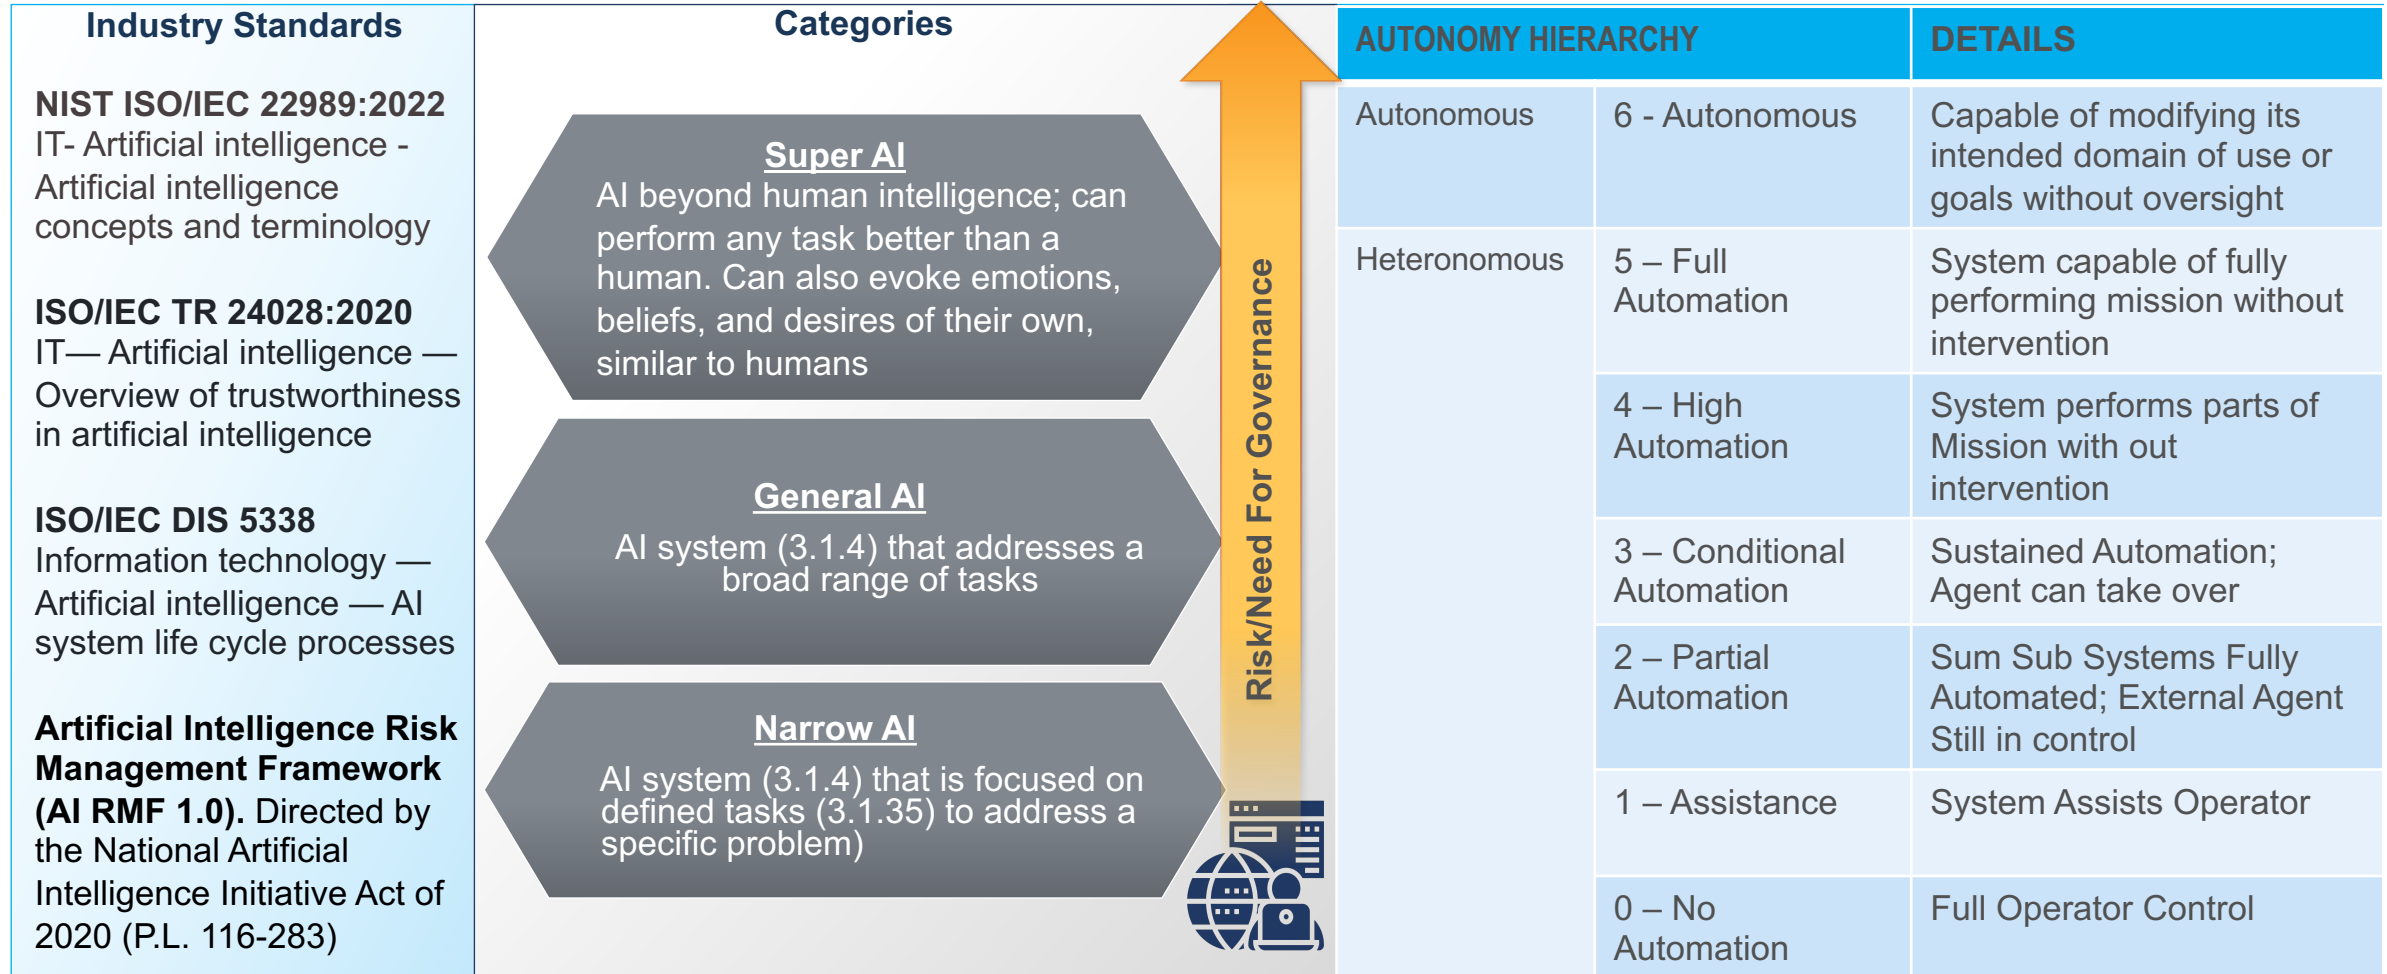 Industry Standards
NIST ISO/IEC 22989:2022
IT- Artificial intelligence -
Artificial intelligence
concepts and terminology
ISO/IEC TR 24028:2020
IT— Artificial intelligence —
Overview of trustworthiness
in artificial intelligence
ISO/IEC DIS 5338
Information technology —
Artificial intelligence — AI
system life cycle processes
Artificial Intelligence Risk
Management Framework
(AI RMF 1.0). Directed by
the National Artificial
Intelligence Initiative Act of
2020 (P.L. 116-283)
Categories
Super AI
AI beyond human intelligence; can
perform any task better than a
human. Can also evoke emotions,
beliefs, and desires of their own,
similar to humans
General AI
AI system (3.1.4) that addresses a
broad range of tasks
Narrow AI
AI system (3.1.4) that is focused on
defined tasks (3.1.35) to address a
specific problem)
Risk/Need For Governance
AUTONOMY HIERARCHY
DETAILS
Autonomous
6 - Autonomous
Capable of modifying its
intended domain of use or
goals without oversight
Heteronomous
5 – Full
Automation
System capable of fully
performing mission without
intervention
4 – High
Automation
System performs parts of
Mission with out
intervention
3 – Conditional
Automation
Sustained Automation;
Agent can take over
2 – Partial
Automation
Sum Sub Systems Fully
Automated; External Agent
Still in control
1 – Assistance
System Assists Operator
0 – No
Automation
Full Operator Control